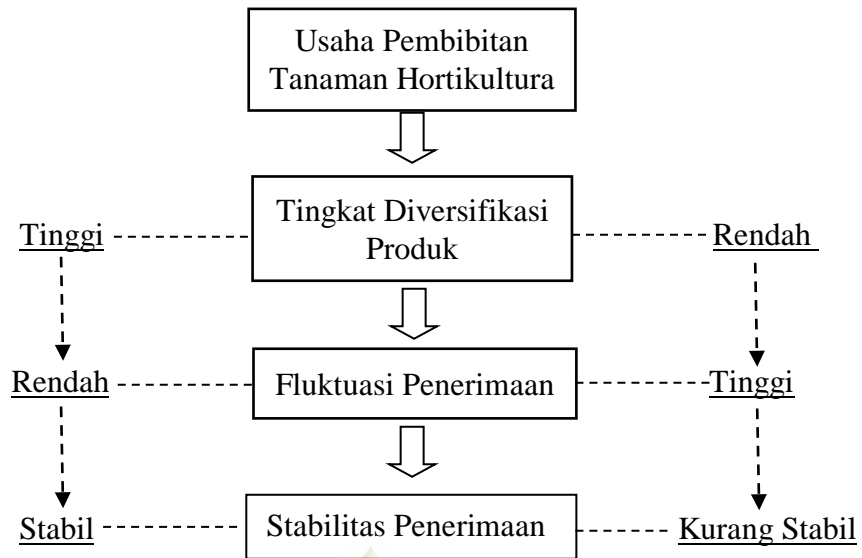 Usaha Pembibitan
Tanaman Hortikultura
Tingkat Diversifikasi
Produk
Tinggi
Rendah
Rendah
Fluktuasi Penerimaan
Tinggi
Stabil
Stabilitas Penerimaan
Kurang Stabil